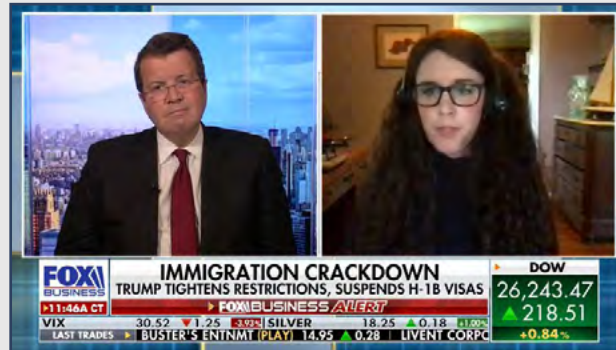 FOX
BUSINESS
11:46A CT
IMMIGRATION CRACKDOWN
TRUMP TIGHTENS RESTRICTIONS, SUSPENDS H-1B VISAS
FOX BUSINESS ALERT
DOW
26,243.47
▲218.51
+0.84%
VIX 30.52 ▼1.25 -3.93% SILVER 18.25 ▲0.18 +1.00%
LAST TRADES BUSTER'S ENTMNT (PLAY) 14.95 ▲0.28 LIVENT CORPO